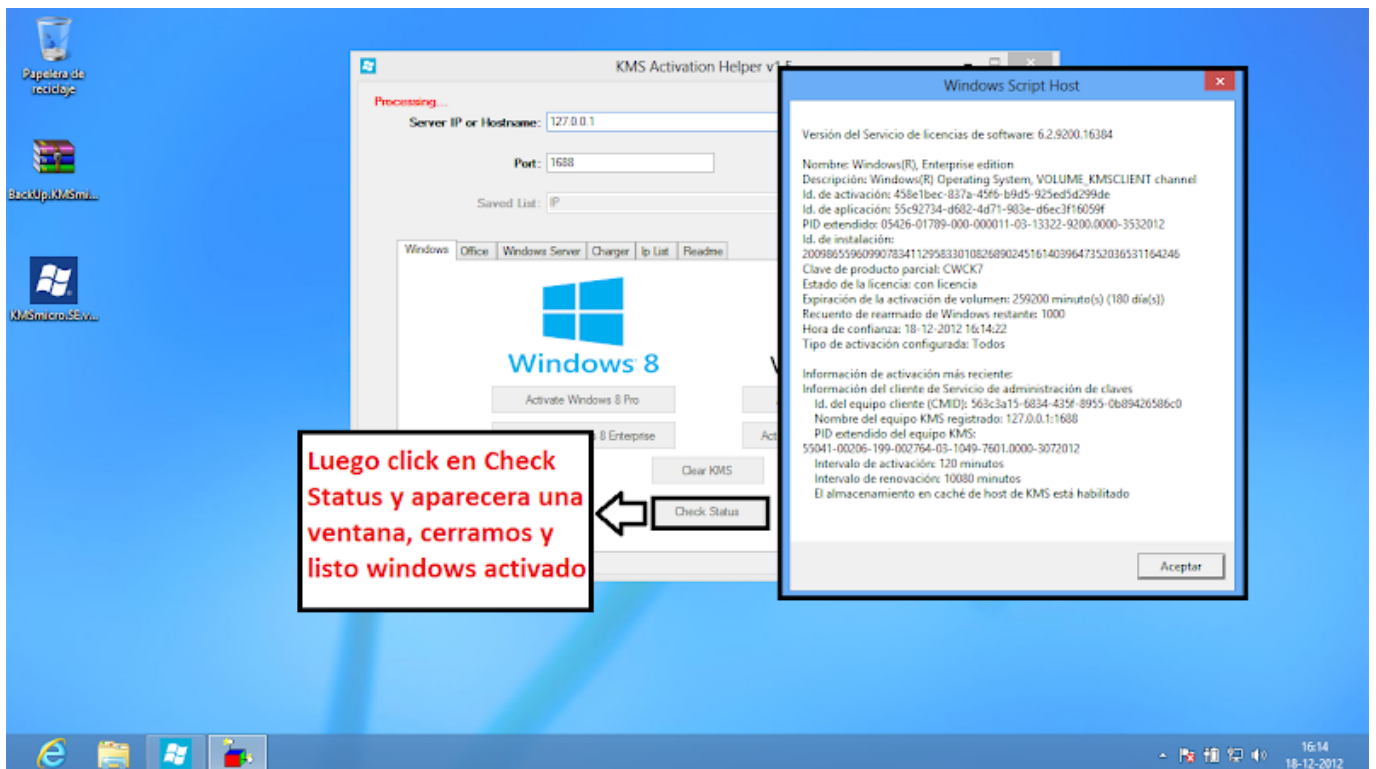 Papelera de
reciclaje
BackUp.KMSmi...
KMSmicro.SE.v...
KMS Activation Helper v1.5
Processing...
Server IP or Hostname: 127.0.0.1
Port: 1688
Saved List: IP
Windows Office Windows Server Charger Ip List Readme
Windows 8
Activate Windows 8 Pro
8 Enterprise
Act
Clear KMS
Check Status
Luego click en Check
Status y aparecera una
ventana, cerramos y
listo windows activado
Windows Script Host
Versión del Servicio de licencias de software: 6.2.9200.16384
Nombre: Windows(R), Enterprise edition
Descripción: Windows(R) Operating System, VOLUME_KMSCLIENT channel
Id. de activación: 458e1bec-837a-45f6-b9d5-925ed5d299de
Id. de aplicación: 55c92734-d682-4d71-983e-d6ec3f16059f
PID extendido: 05426-01789-000-000011-03-13322-9200.0000-3532012
Id. de instalación:
200986559609907834112958330108268902451614039647352036531164246
Clave de producto parcial: CWCK7
Estado de la licencia: con licencia
Expiración de la activación de volumen: 259200 minuto(s) (180 día(s))
Recuento de rearmado de Windows restante: 1000
Hora de confianza: 18-12-2012 16:14:22
Tipo de activación configurada: Todos
Información de activación más reciente:
Información del cliente de Servicio de administración de claves
Id. del equipo cliente (CMID): 563c3a15-6834-435f-8955-0b89426586c0
Nombre del equipo KMS registrado: 127.0.0.1:1688
PID extendido del equipo KMS:
55041-00206-199-002764-03-1049-7601.0000-3072012
Intervalo de activación: 120 minutos
Intervalo de renovación: 10080 minutos
El almacenamiento en caché de host de KMS está habilitado
Aceptar
16:14
18-12-2012